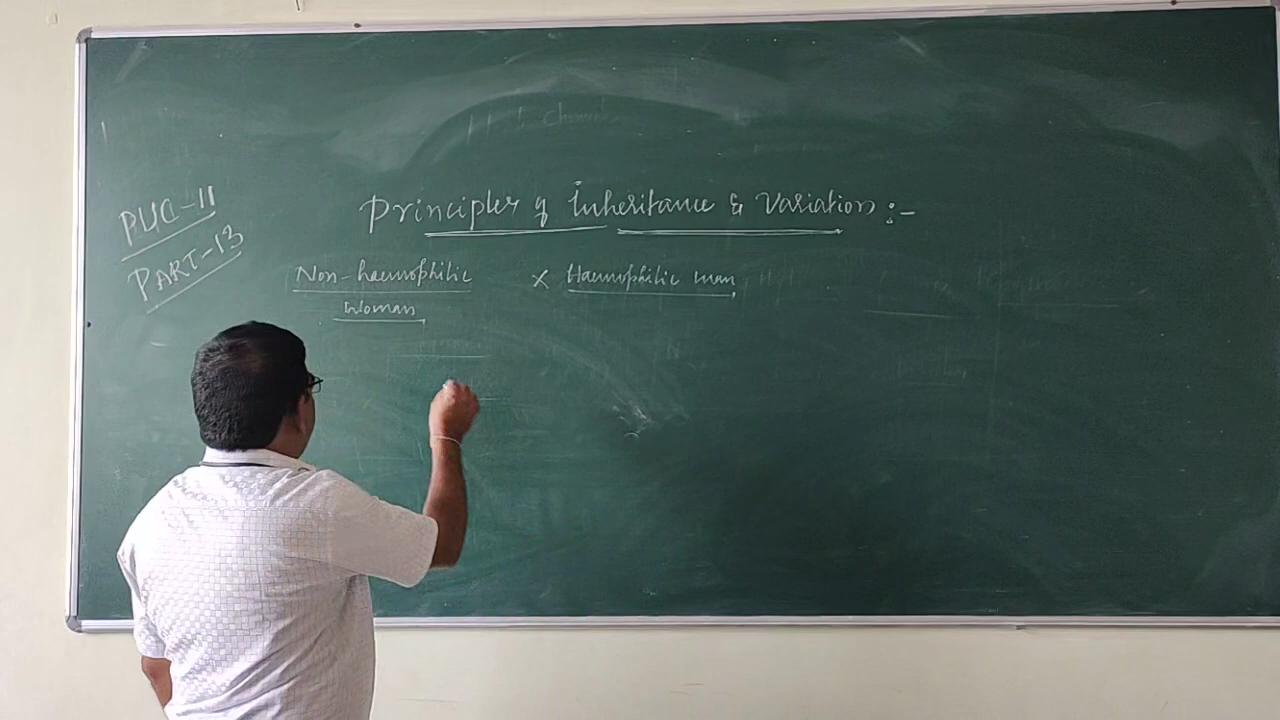 PUC-II
PART-13
Principles of Inheritance & Variation :-
Non-haemophilic × Haemophilic man
Woman